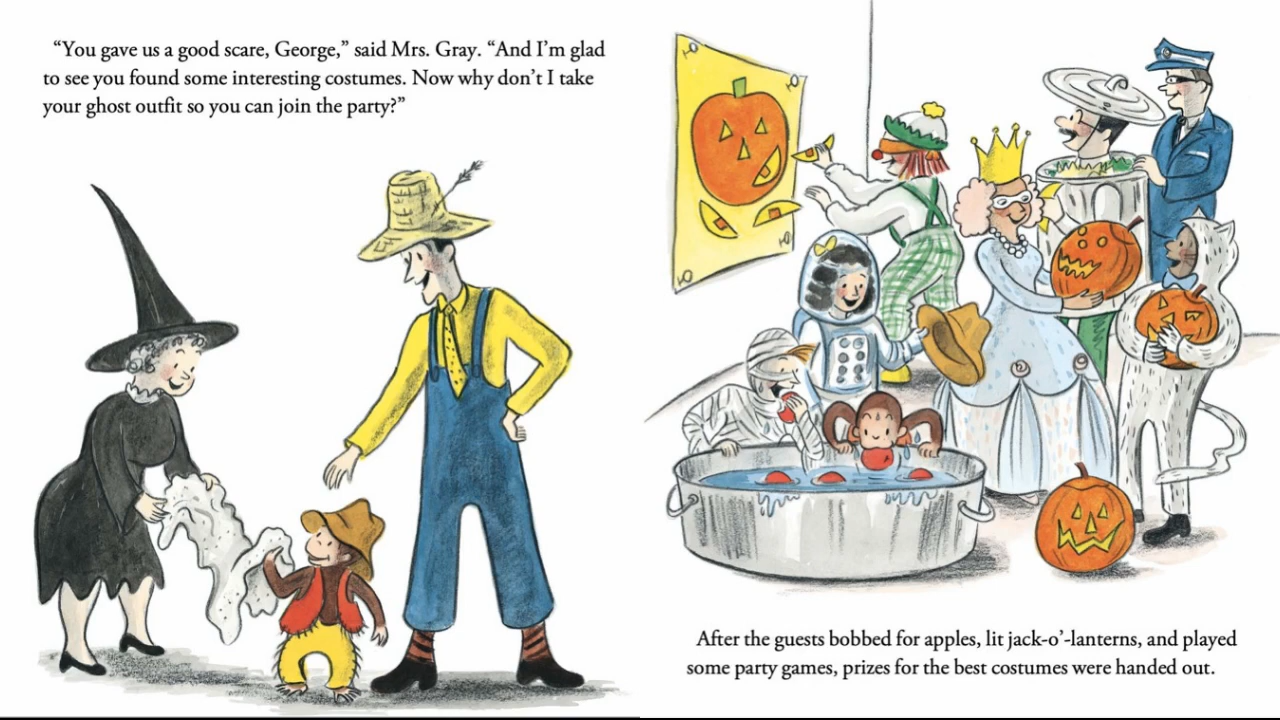 “You gave us a good scare, George,” said Mrs. Gray. “And I’m glad
to see you found some interesting costumes. Now why don’t I take
your ghost outfit so you can join the party?”
After the guests bobbed for apples, lit jack-o’-lanterns, and played
some party games, prizes for the best costumes were handed out.